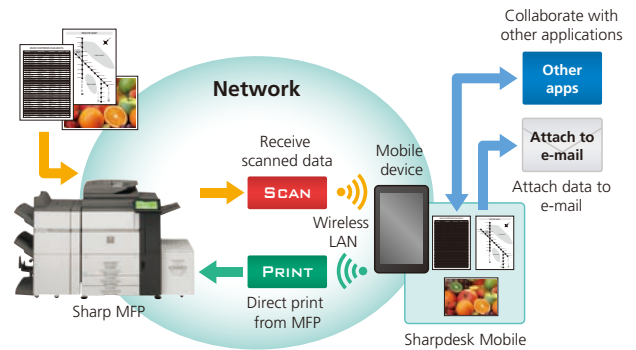 Collaborate with
other applications
Other
apps
Attach to
e-mail
Attach data to
e-mail
Network
Receive
scanned data
SCAN
Mobile
device
Wireless
LAN
PRINT
Direct print
from MFP
Sharp MFP
Sharpdesk Mobile